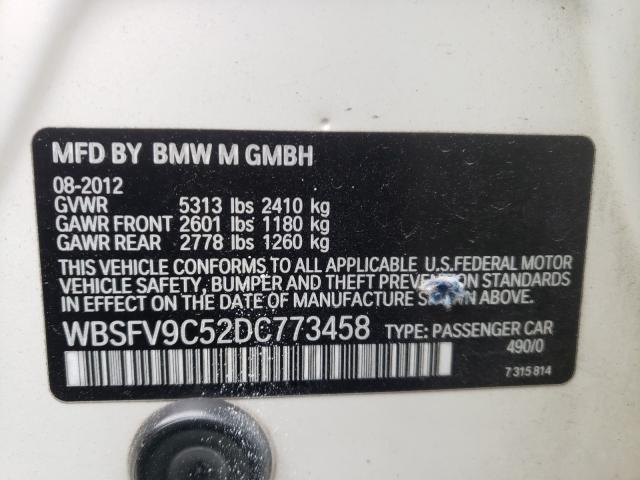 MFD BY BMW M GMBH
08-2012
GVWR 5313 lbs 2410 kg
GAWR FRONT 2601 lbs 1180 kg
GAWR REAR 2778 lbs 1260 kg
THIS VEHICLE CONFORMS TO ALL APPLICABLE U.S.FEDERAL MOTOR
VEHICLE SAFETY, BUMPER AND THEFT PREVENTION STANDARDS
IN EFFECT ON THE DATE OF MANUFACTURE SHOWN ABOVE.
WBSFV9C52DC773458 TYPE: PASSENGER CAR
490/0
7 315 814